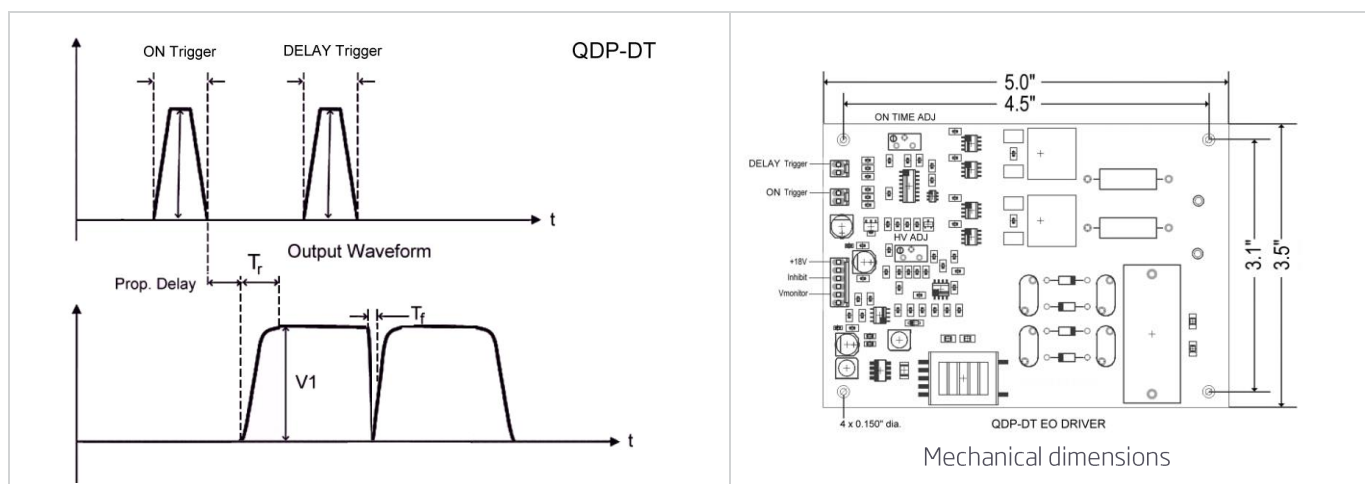 ON Trigger
DELAY Trigger
QDP-DT
t
Output Waveform
Tr
Prop. Delay
Tf
V1
t
5.0"
4.5"
ON TIME ADJ
DELAY Trigger
ON Trigger
HV ADJ
+18V
Inhibit
Vmonitor
3.1"
3.5"
4 x 0.150" dia.
QDP-DT EO DRIVER
Mechanical dimensions